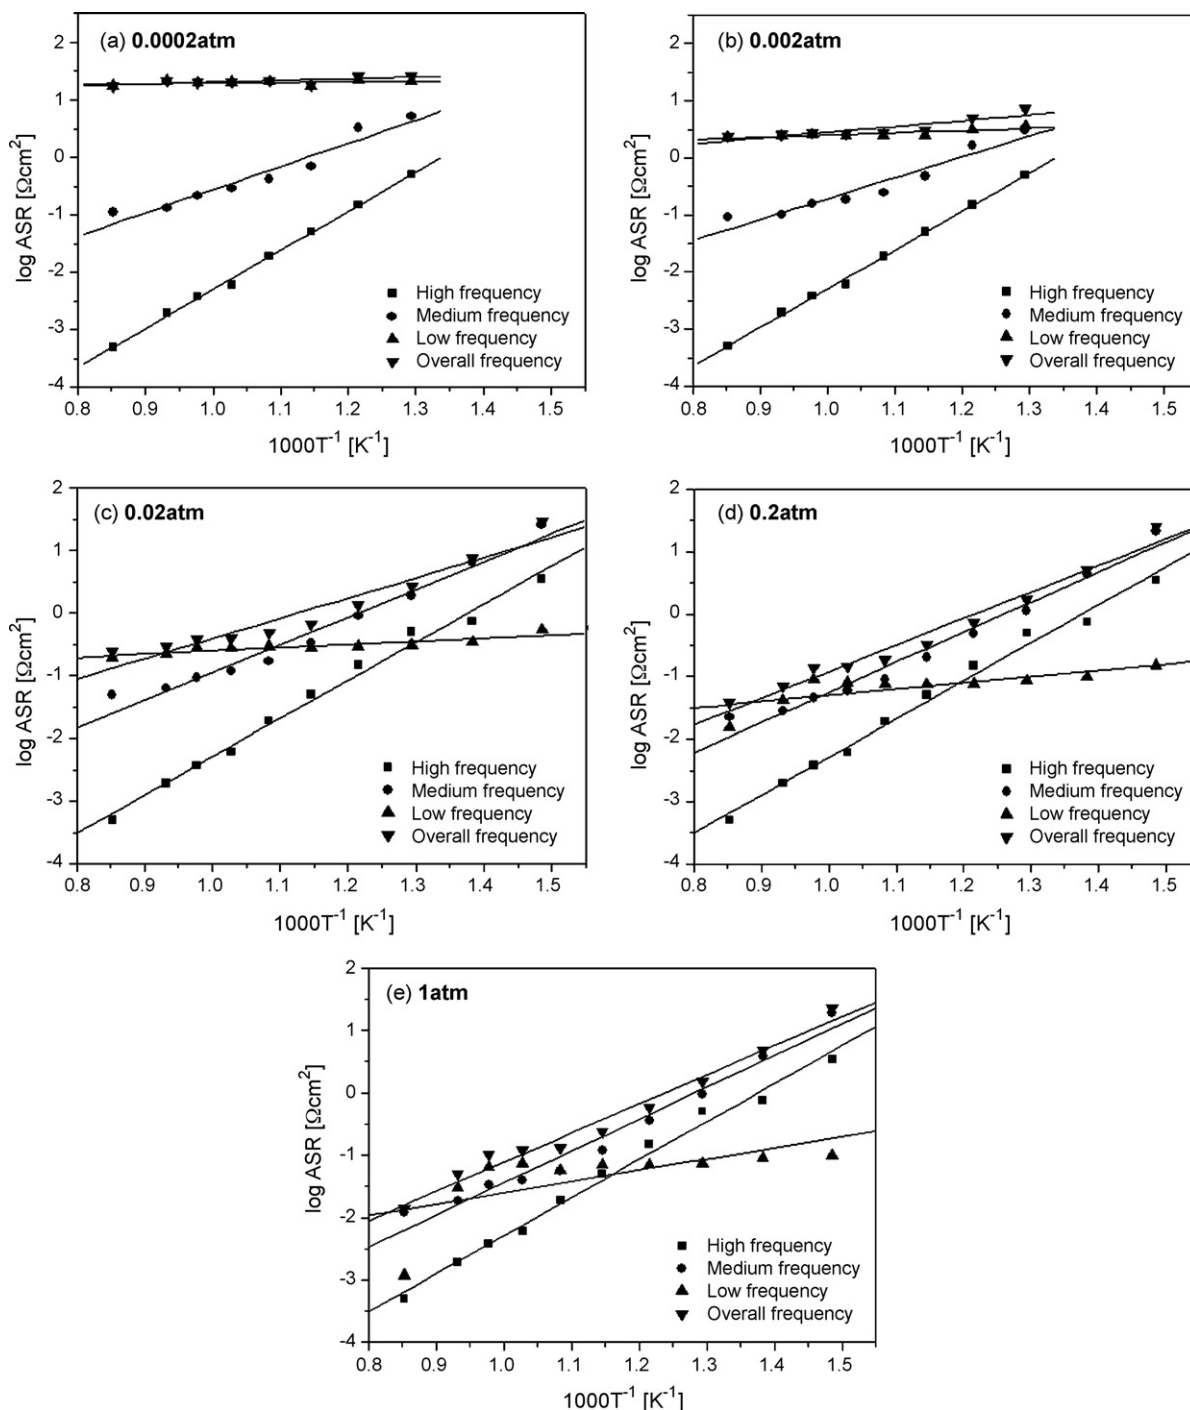 (a) 0.0002atm
2
1
0
-1
-2
-3
-4
log ASR [Ωcm²]
High frequency
Medium frequency
Low frequency
Overall frequency
0.8 0.9 1.0 1.1 1.2 1.3 1.4 1.5
1000T⁻¹ [K⁻¹]
(b) 0.002atm
2
1
0
-1
-2
-3
-4
log ASR [Ωcm²]
High frequency
Medium frequency
Low frequency
Overall frequency
0.8 0.9 1.0 1.1 1.2 1.3 1.4 1.5
1000T⁻¹ [K⁻¹]
(c) 0.02atm
2
1
0
-1
-2
-3
-4
log ASR [Ωcm²]
High frequency
Medium frequency
Low frequency
Overall frequency
0.8 0.9 1.0 1.1 1.2 1.3 1.4 1.5
1000T⁻¹ [K⁻¹]
(d) 0.2atm
2
1
0
-1
-2
-3
-4
log ASR [Ωcm²]
High frequency
Medium frequency
Low frequency
Overall frequency
0.8 0.9 1.0 1.1 1.2 1.3 1.4 1.5
1000T⁻¹ [K⁻¹]
(e) 1atm
2
1
0
-1
-2
-3
-4
log ASR [Ωcm²]
High frequency
Medium frequency
Low frequency
Overall frequency
0.8 0.9 1.0 1.1 1.2 1.3 1.4 1.5
1000T⁻¹ [K⁻¹]